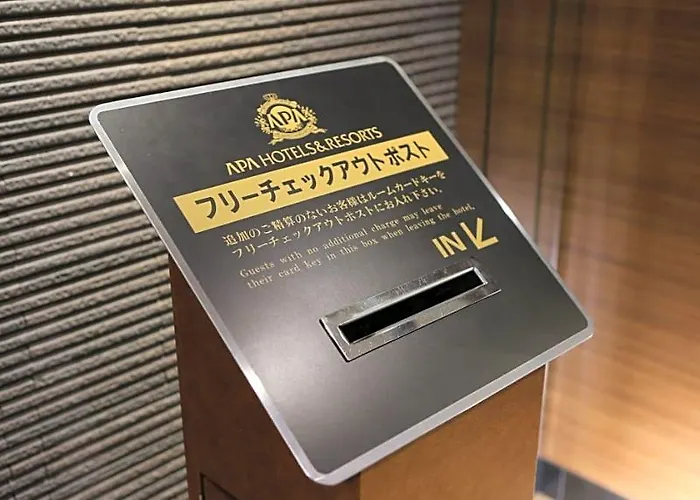 APA
APA HOTELS&RESORTS
フリーチェックアウトポスト
追加のご精算のないお客様はルームカードキーを
フリーチェックアウトポストにお入れ下さい。
Guests with no additional charge may leave
their card key in this box when leaving the hotel.
IN